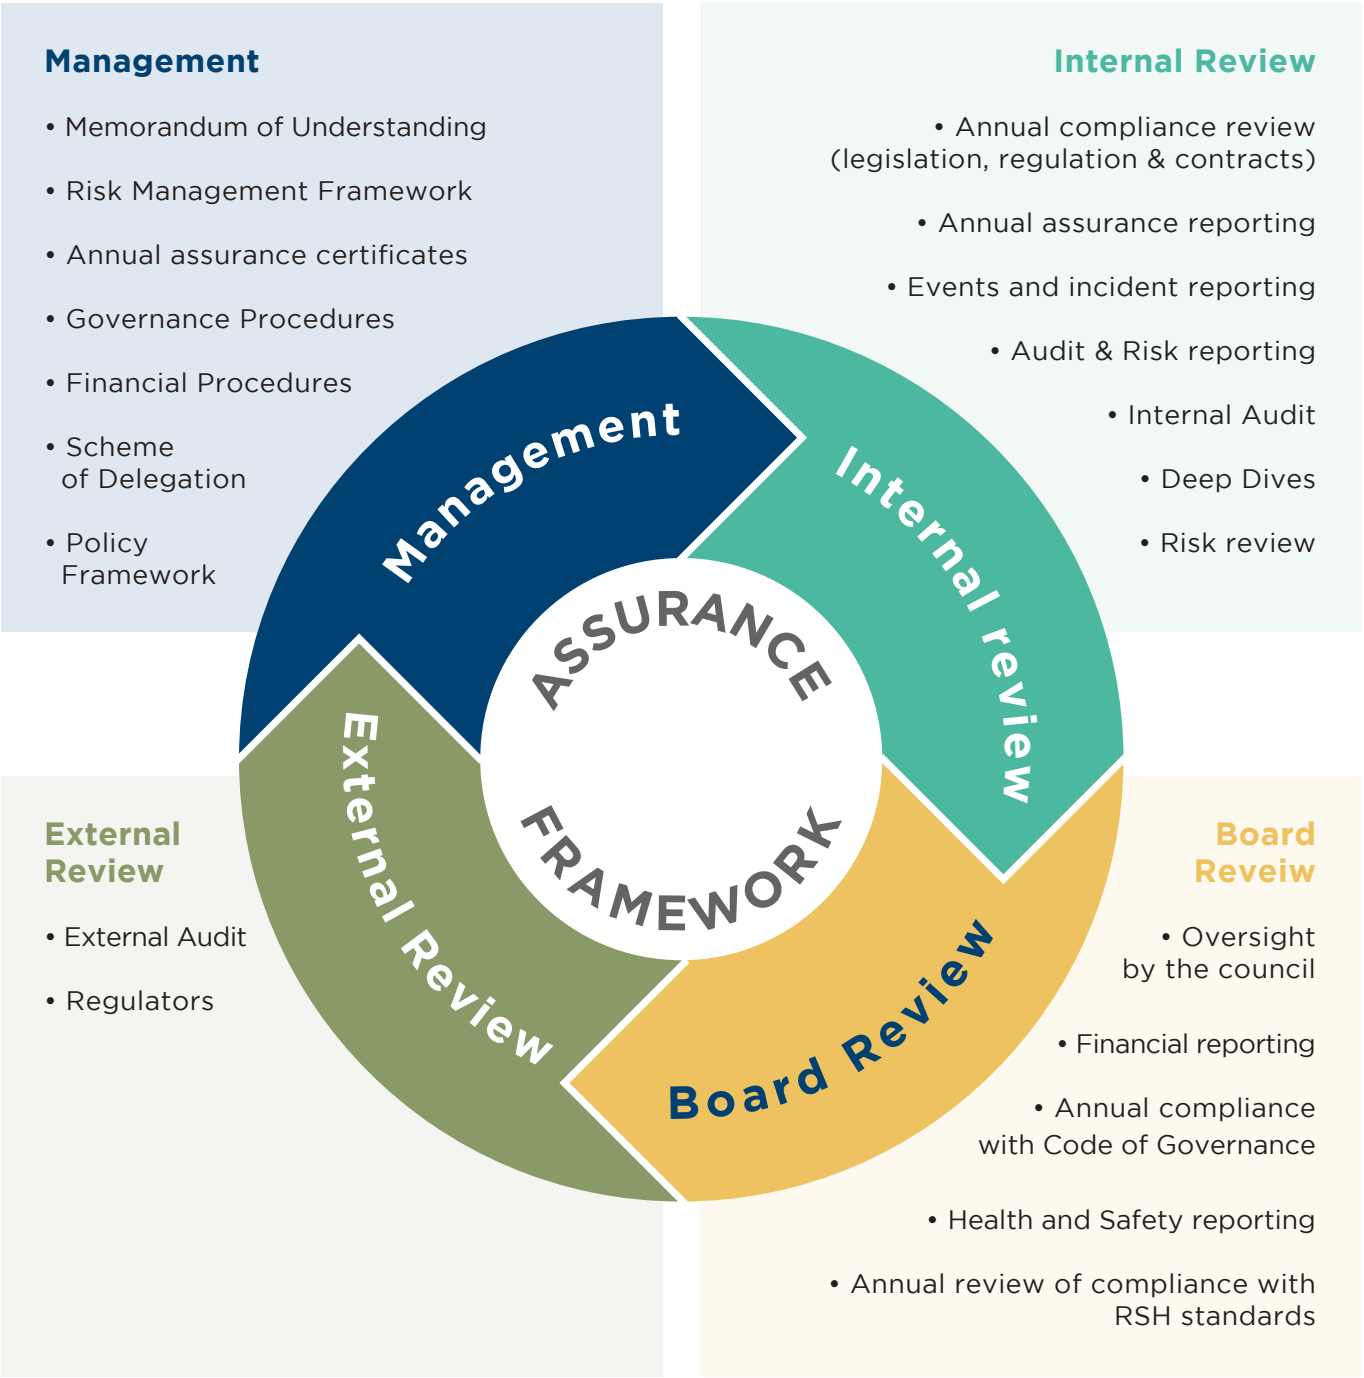 Management
• Memorandum of Understanding
• Risk Management Framework
• Annual assurance certificates
• Governance Procedures
• Financial Procedures
• Scheme
of Delegation
• Policy
Framework
Internal Review
• Annual compliance review
(legislation, regulation & contracts)
• Annual assurance reporting
• Events and incident reporting
• Audit & Risk reporting
• Internal Audit
• Deep Dives
• Risk review
Management
Internal review
ASSURANCE
FRAMEWORK
External Review
Board Review
External
Review
• External Audit
• Regulators
Board
Reveiw
• Oversight
by the council
• Financial reporting
• Annual compliance
with Code of Governance
• Health and Safety reporting
• Annual review of compliance with
RSH standards